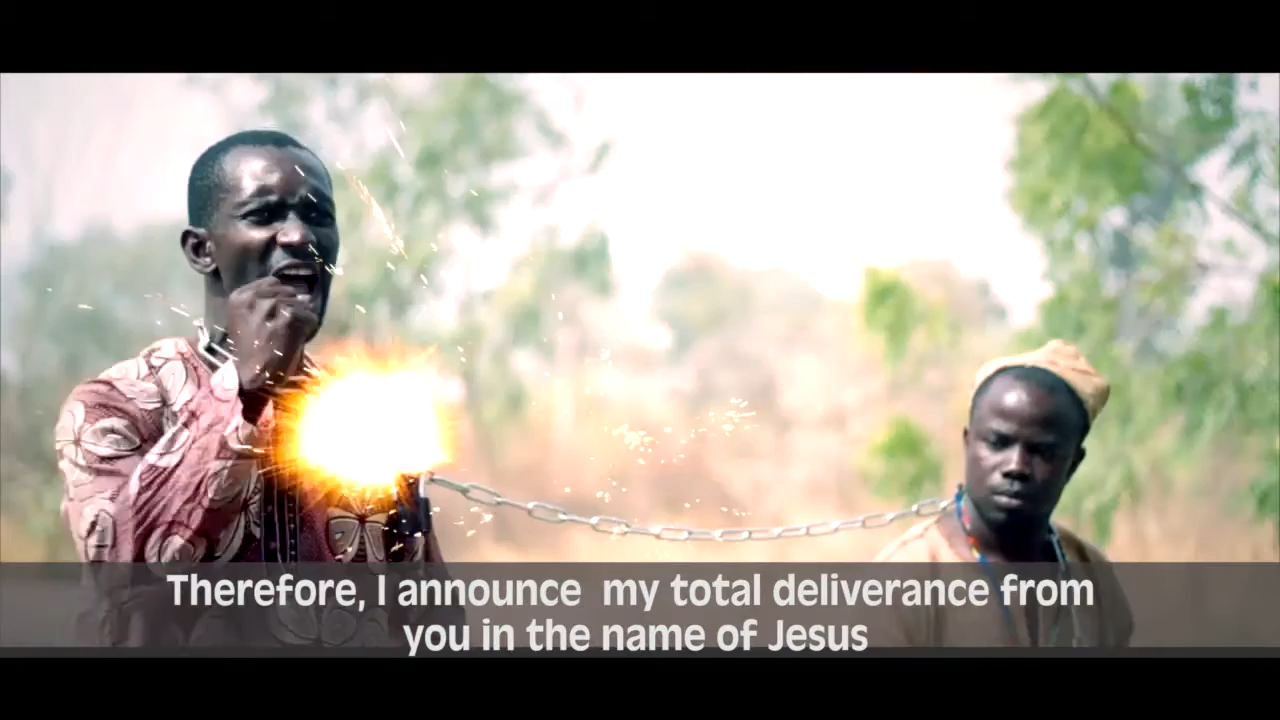 Therefore, I announce  my total deliverance from
you in the name of Jesus